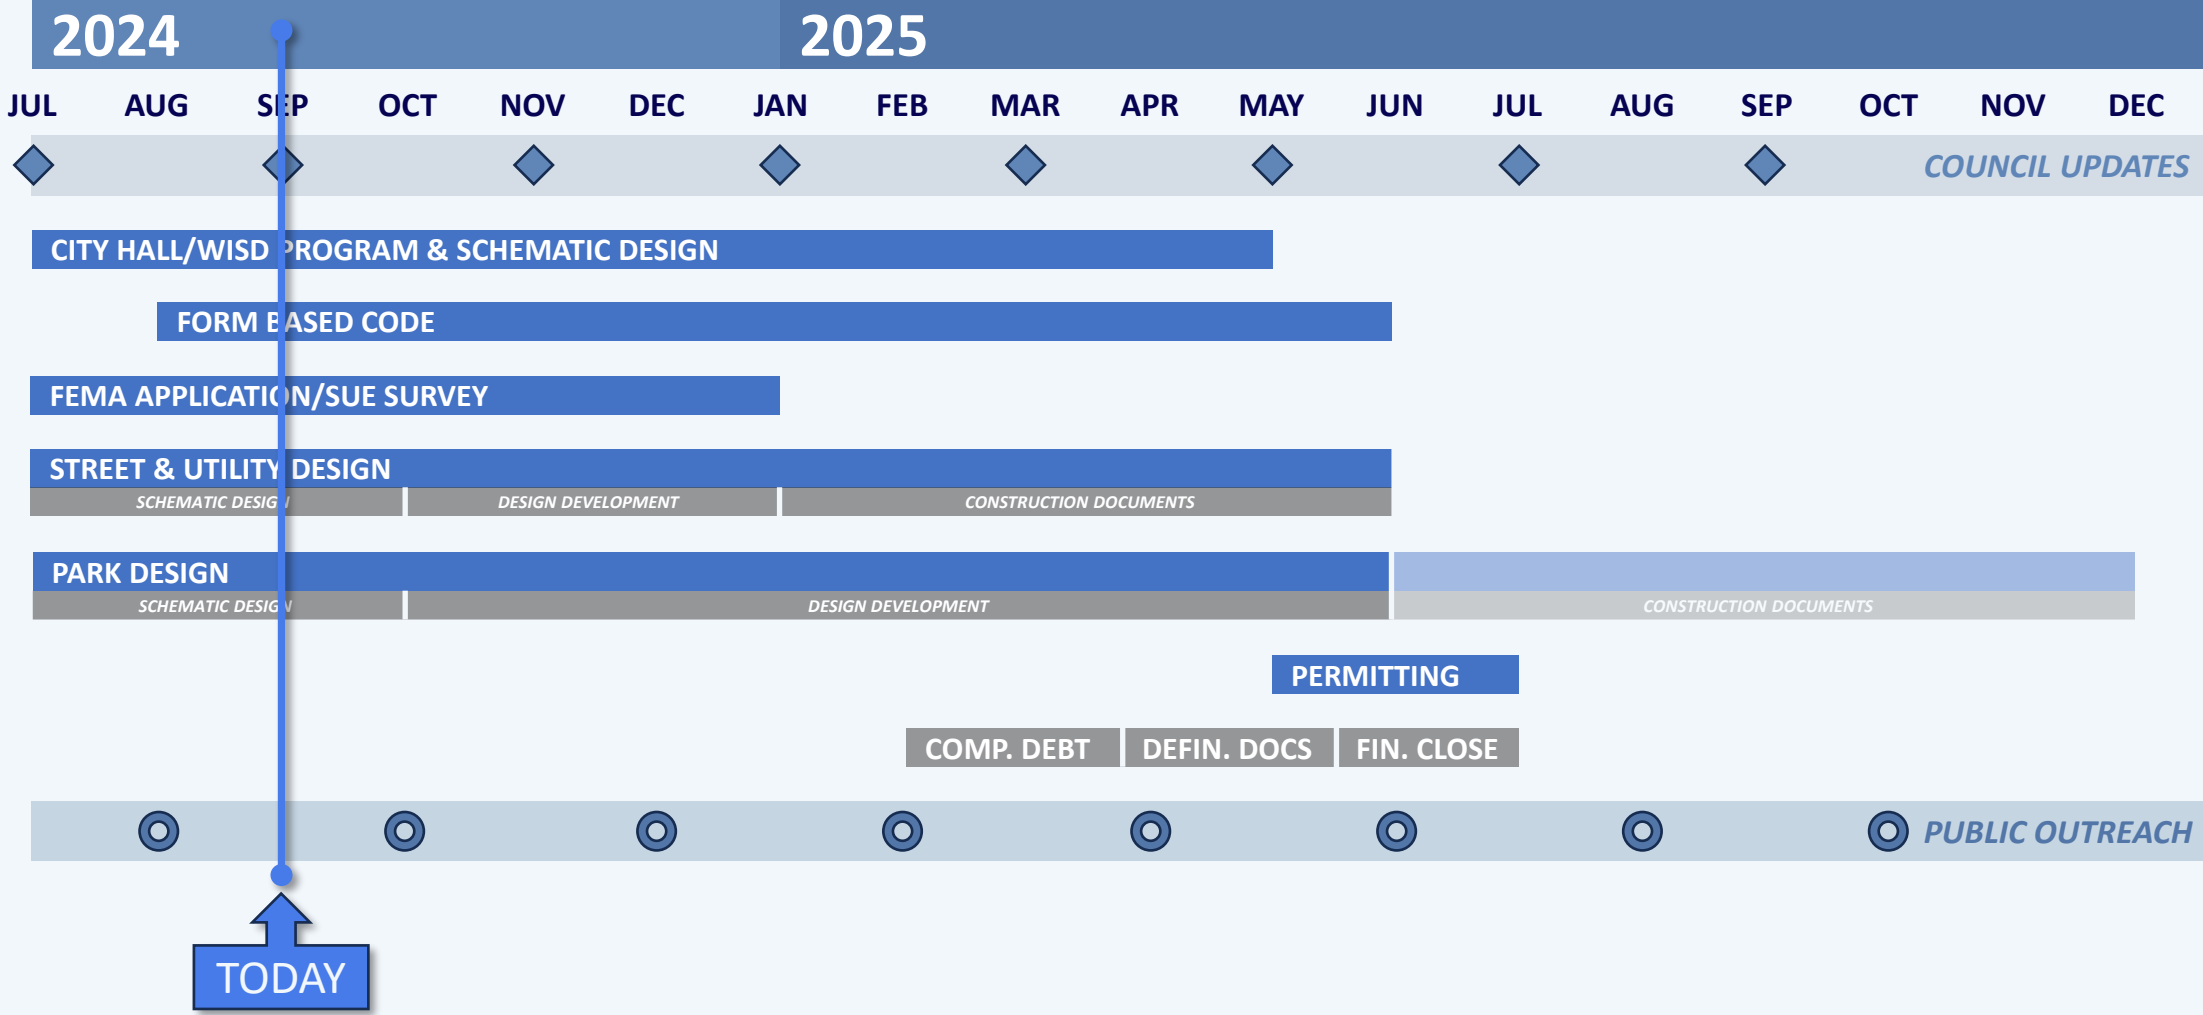 2024 2025
JUL AUG SEP OCT NOV DEC JAN FEB MAR APR MAY JUN JUL AUG SEP OCT NOV DEC
COUNCIL UPDATES
CITY HALL/WISD PROGRAM & SCHEMATIC DESIGN
FORM BASED CODE
FEMA APPLICATION/SUE SURVEY
STREET & UTILITY DESIGN
SCHEMATIC DESIGN DESIGN DEVELOPMENT CONSTRUCTION DOCUMENTS
PARK DESIGN
SCHEMATIC DESIGN DESIGN DEVELOPMENT CONSTRUCTION DOCUMENTS
PERMITTING
COMP. DEBT DEFIN. DOCS FIN. CLOSE
PUBLIC OUTREACH
TODAY